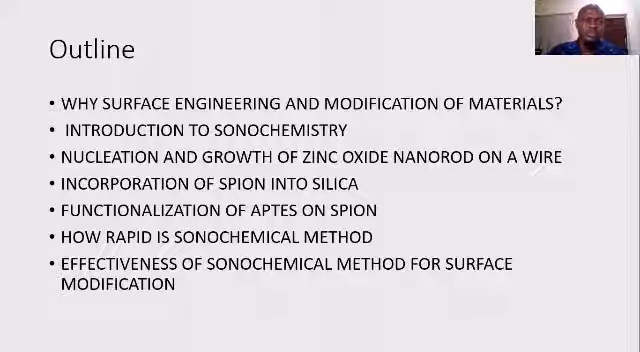 Outline
• WHY SURFACE ENGINEERING AND MODIFICATION OF MATERIALS?
• INTRODUCTION TO SONOCHEMISTRY
• NUCLEATION AND GROWTH OF ZINC OXIDE NANOROD ON A WIRE
• INCORPORATION OF SPION INTO SILICA
• FUNCTIONALIZATION OF APTES ON SPION
• HOW RAPID IS SONOCHEMICAL METHOD
• EFFECTIVENESS OF SONOCHEMICAL METHOD FOR SURFACE
MODIFICATION